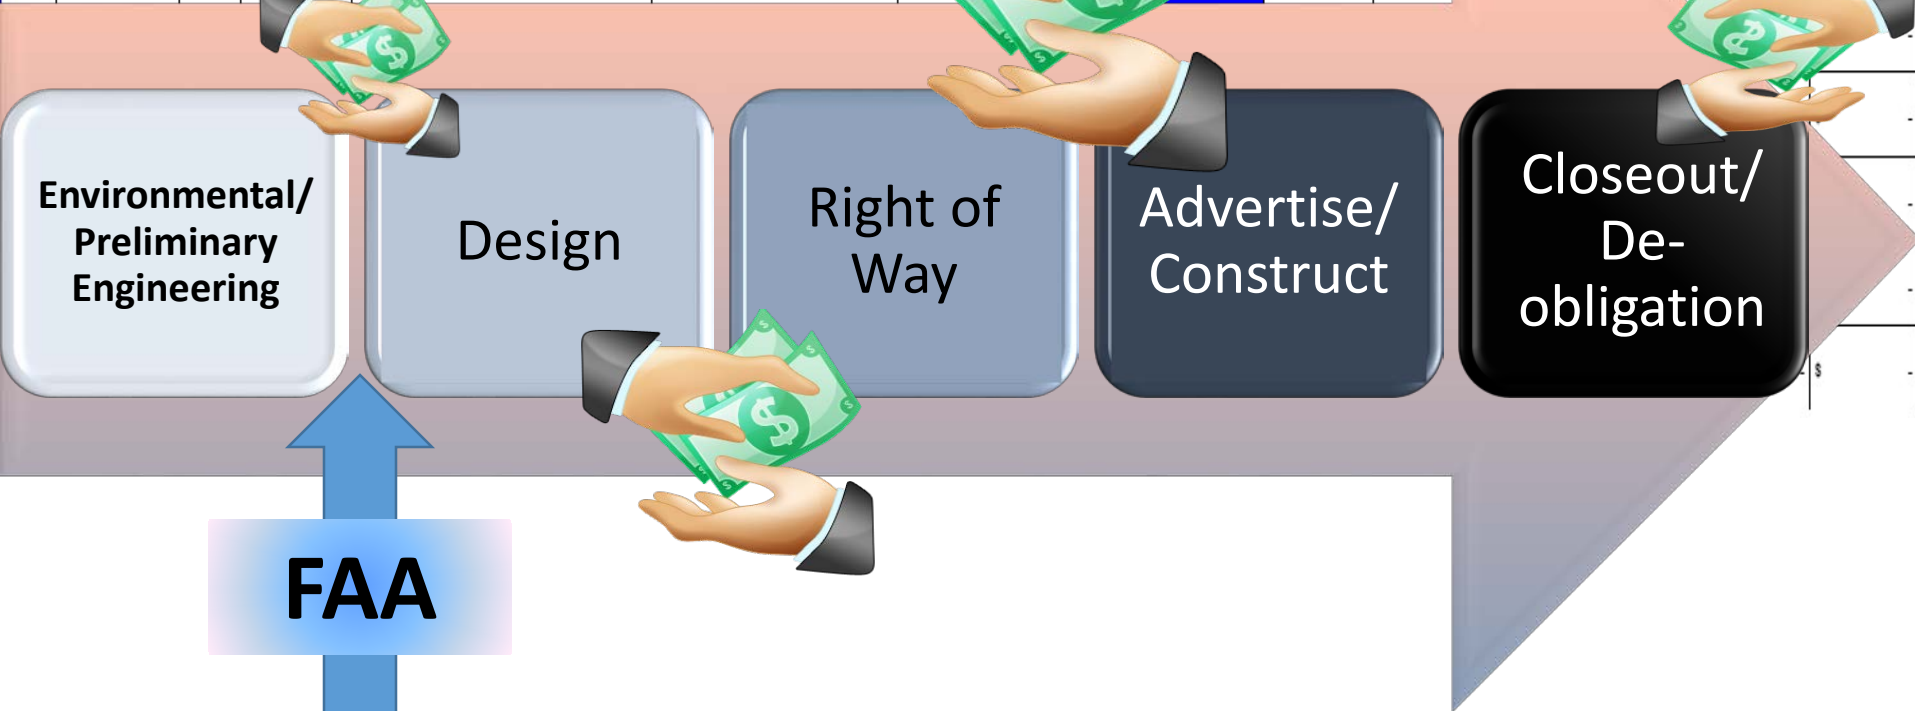 Environmental/
Preliminary
Engineering
Design
Right of
Way
Advertise/
Construct
Closeout/
De-
obligation
$
FAA